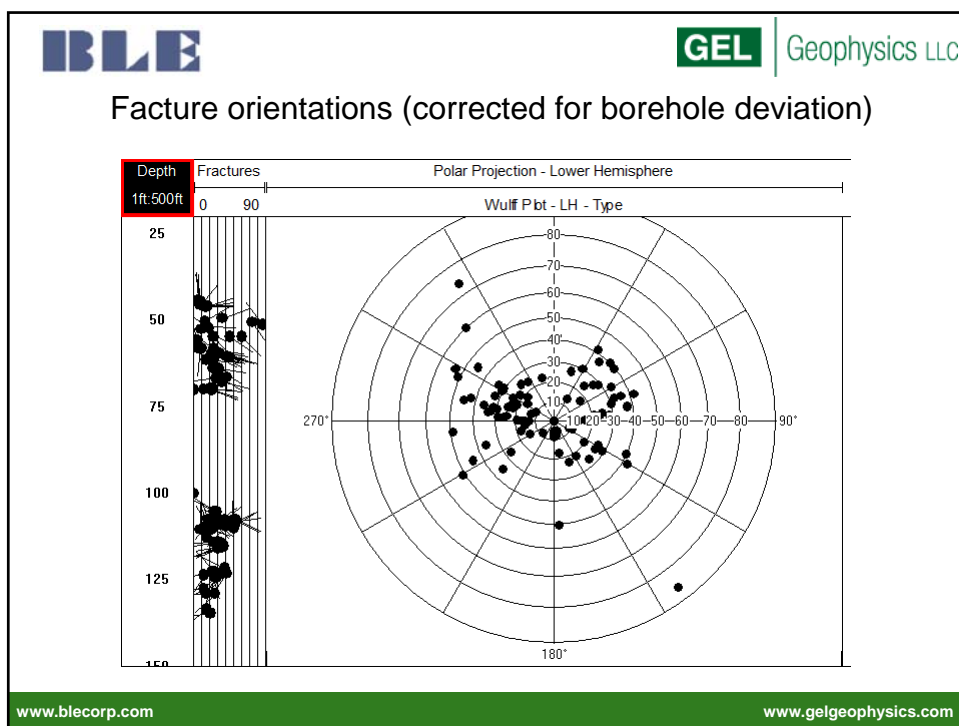 BLE
GEL Geophysics LLC
Facture orientations (corrected for borehole deviation)
Depth Fractures Polar Projection - Lower Hemisphere
1ft:500ft 0 90 Wulff Plot - LH - Type
25
80
70
60
50
50
40
30
20
75
10
270° 10 20 30 40 50 60 70 80 90°
100
125
180°
150
www.blecorp.com www.gelgeophysics.com